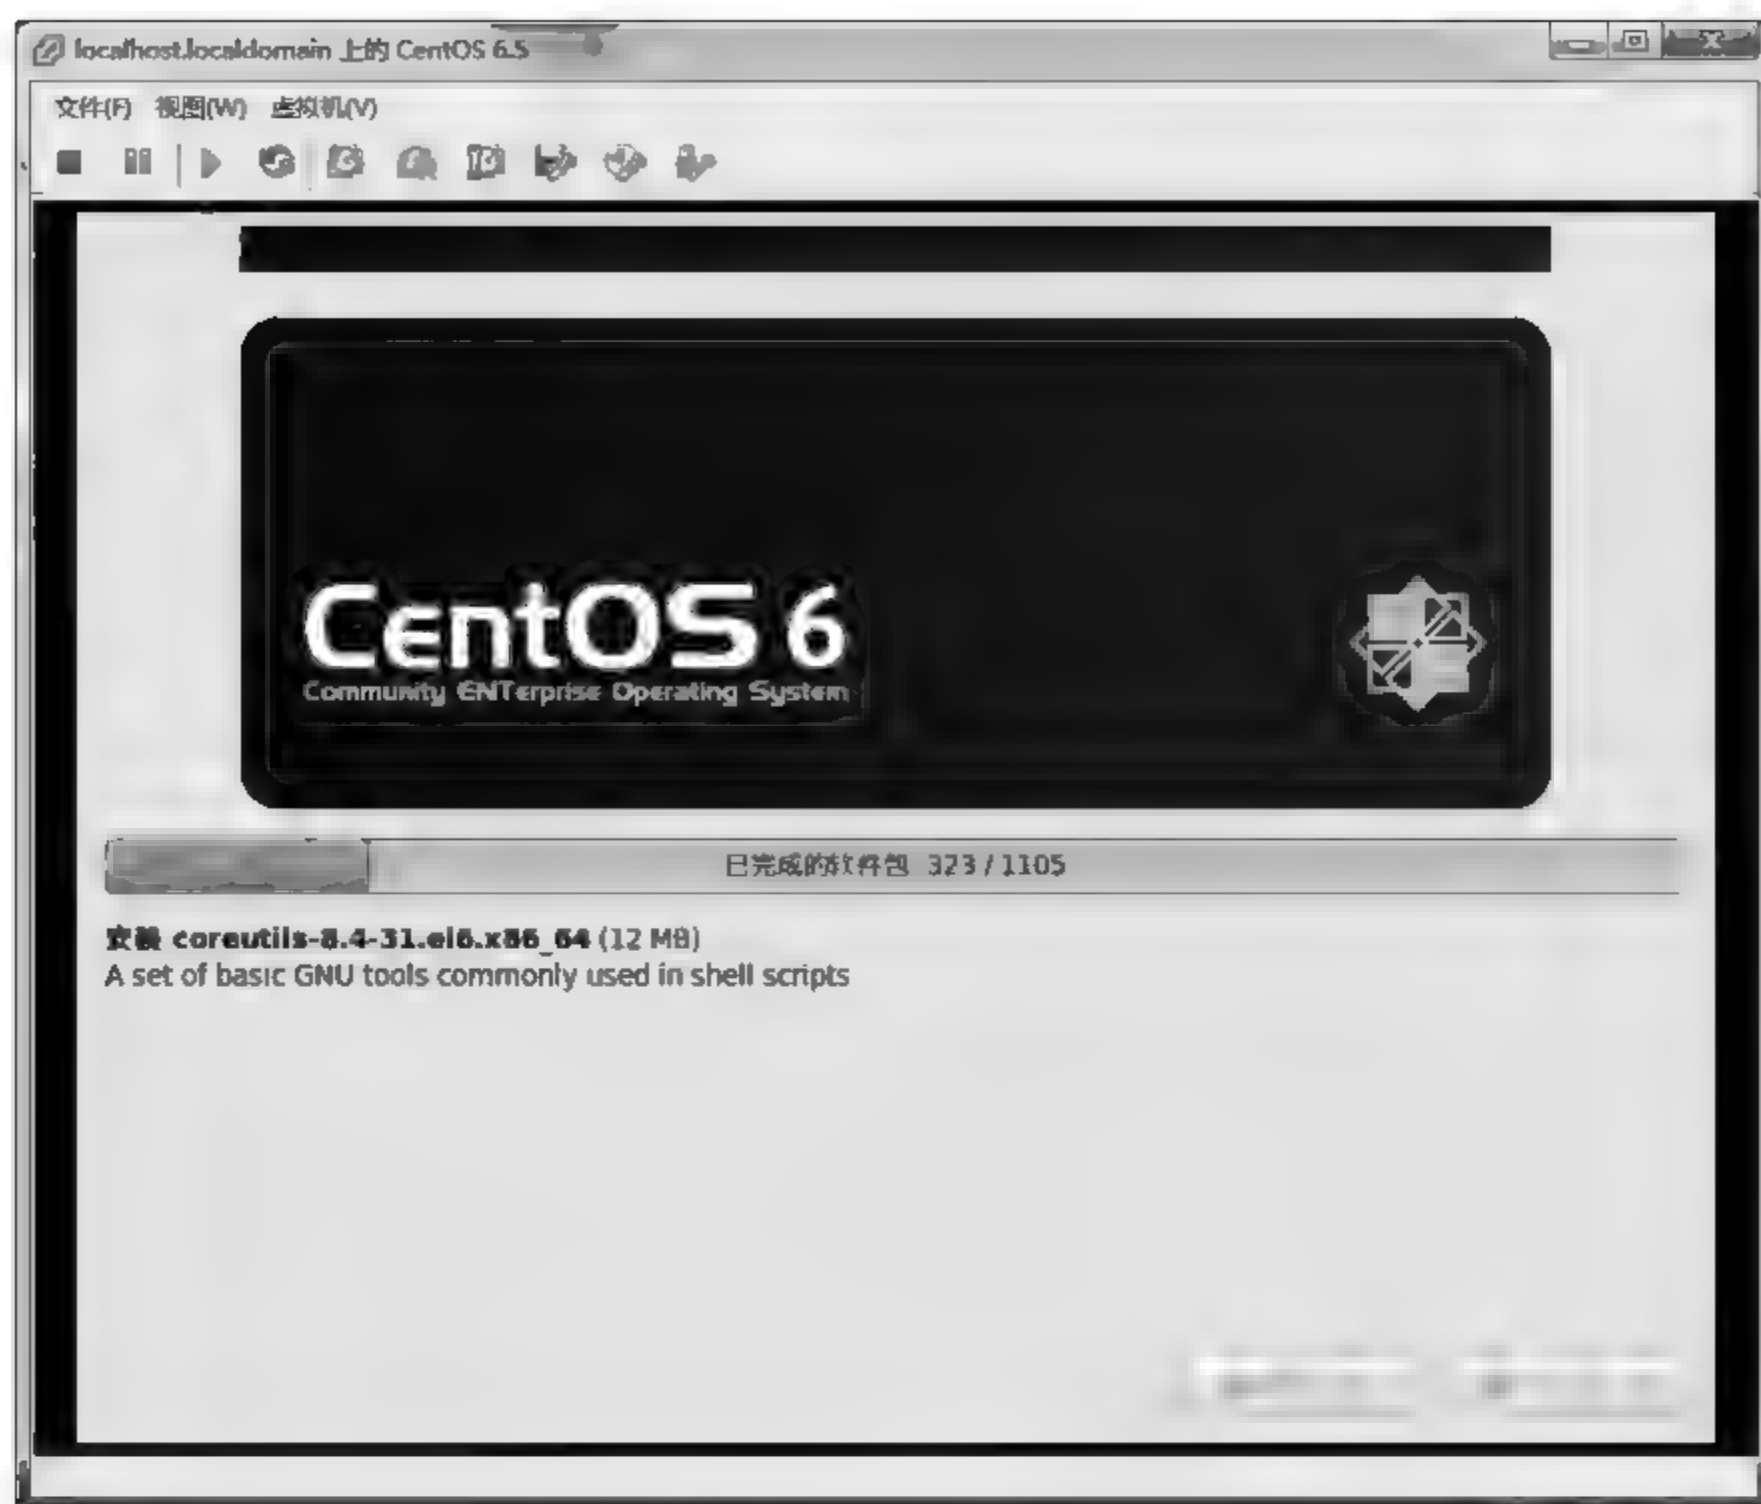 localhost.localdomain 上的 CentOS 6.5
文件(F) 视图(W) 虚拟机(V)
CentOS 6
Community ENTerprise Operating System
已完成的软件包 323 / 1105
安装 coreutils-8.4-31.el6.x86_64 (12 MB)
A set of basic GNU tools commonly used in shell scripts